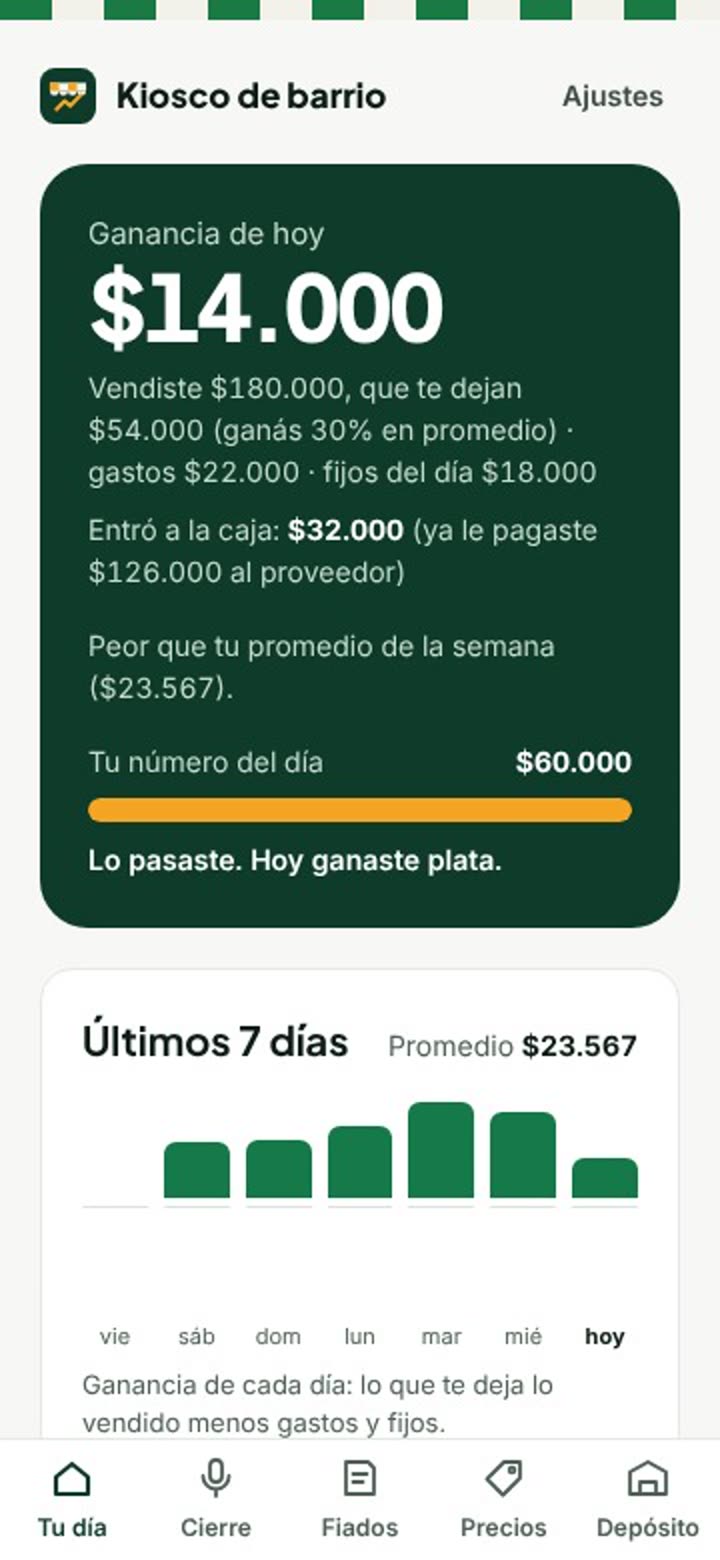 Kiosco de barrio
Ajustes
Ganancia de hoy
$14.000
Vendiste $180.000, que te dejan
$54.000 (ganás 30% en promedio) ·
gastos $22.000 · fijos del día $18.000
Entró a la caja: $32.000 (ya le pagaste
$126.000 al proveedor)
Peor que tu promedio de la semana
($23.567).
Tu número del día $60.000
Lo pasaste. Hoy ganaste plata.
Últimos 7 días Promedio $23.567
vie sáb dom lun mar mié hoy
Ganancia de cada día: lo que te deja lo
vendido menos gastos y fijos.
Tu día Cierre Fiados Precios Depósito